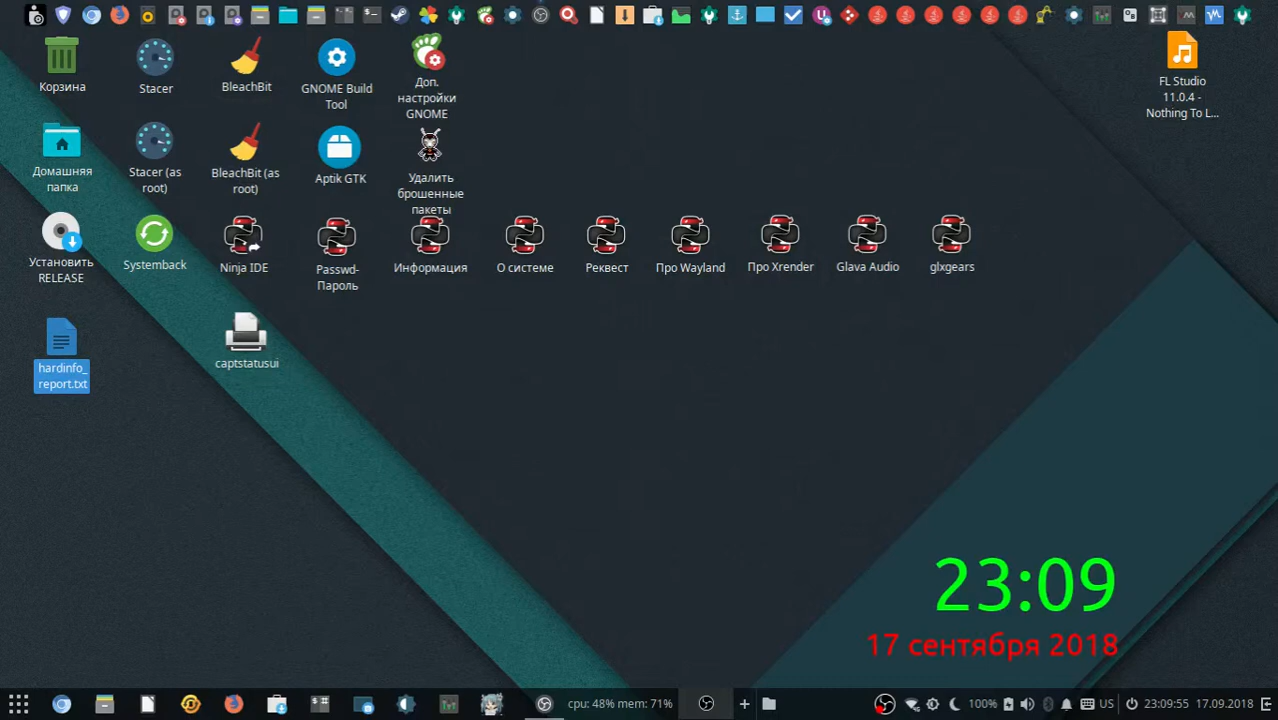 Корзина
Stacer
BleachBit
GNOME Build
Tool
Доп.
настройки
GNOME
FL Studio
11.0.4 -
Nothing To L...
Домашняя
папка
Stacer (as
root)
BleachBit (as
root)
Aptik GTK
Удалить
брошенные
пакеты
Установить
RELEASE
Systemback
Ninja IDE
Passwd-
Пароль
Информация
О системе
Реквест
Про Wayland
Про Xrender
Glava Audio
glxgears
hardinfo_
report.txt
captstatusui
23:09
17 сентября 2018
cpu: 48% mem: 71%
100%
US
23:09:55
17.09.2018